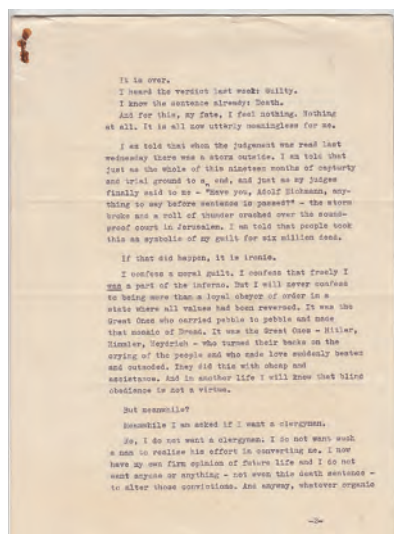 It is over.
I heard the verdict last week: Guilty.
I know the sentence already: Death.
And for this, my fate, I feel nothing. Nothing
at all. It is all now utterly meaningless for me.
I am told that when the judgement was read last
wednesday there was a storm outside. I am told that
just as the whole of this nineteen months of
and trial ground to an end, and just as my judges
finally said to me - "Have you, Adolf Eichmann, any-
thing to say before sentence is passed?" - the storm
broke and a roll of thunder crashed over the sound-
proof court in Jerusalem. I am told that people took
this as symbolic of my guilt for six million dead.
If that did happen, it is ironic.
I confess a moral guilt. I confess that freely I
was a part of the inferno. But I will never confess
to being more than a loyal obeyer of order in a
state where all values had been reversed. It was the
Great Ones who carried pebble to pebble and made
that mosaic of Dread. It was the Great Ones - Hitler,
Himmler, Heydrich - who turned their backs on the
crying of the people and who made love suddenly hated
and outmoded. They did this with cheap and
assistance. And in another life I will know that blind
obedience is not a virtue.
But meanwhile?
Meanwhile I am asked if I want a clergyman.
No, I do not want a clergyman. I do not want such
a man to realise his effort in converting me. I now
have my own firm opinion of future life and I do not
want anyone or anything - not even this death sentence -
to alter those convictions. And anyway, whatever organic